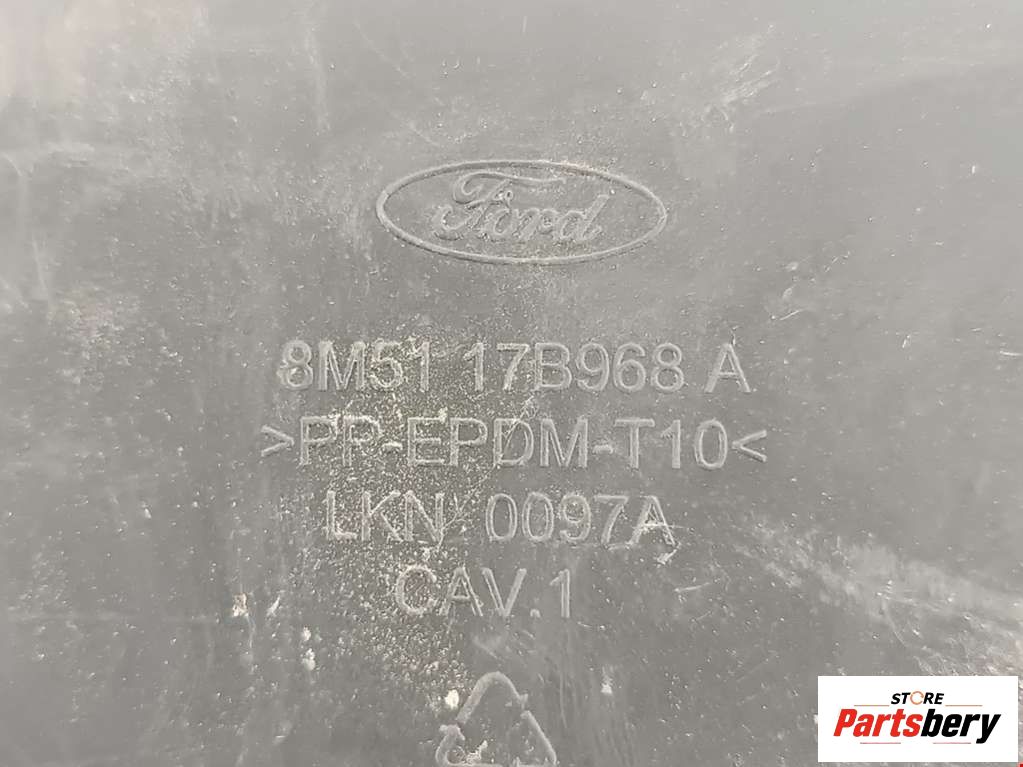 Ford
8M51 17B968 A
>PP-EPDM-T10<
LKN 0097A
CAV.1
STORE
Partsbery